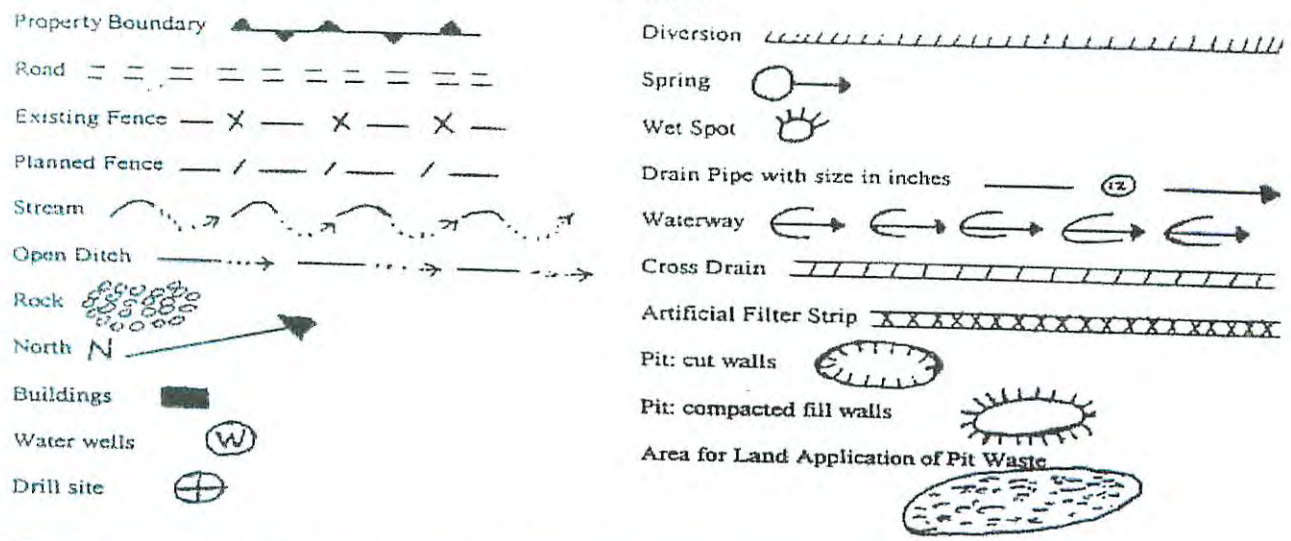 Property Boundary
Road
Existing Fence
Planned Fence
Stream
Open Ditch
Rock
North N
Buildings
Water wells W
Drill site
Diversion
Spring
Wet Spot
Drain Pipe with size in inches 12
Waterway
Cross Drain
Artificial Filter Strip
Pit: cut walls
Pit: compacted fill walls
Area for Land Application of Pit Waste